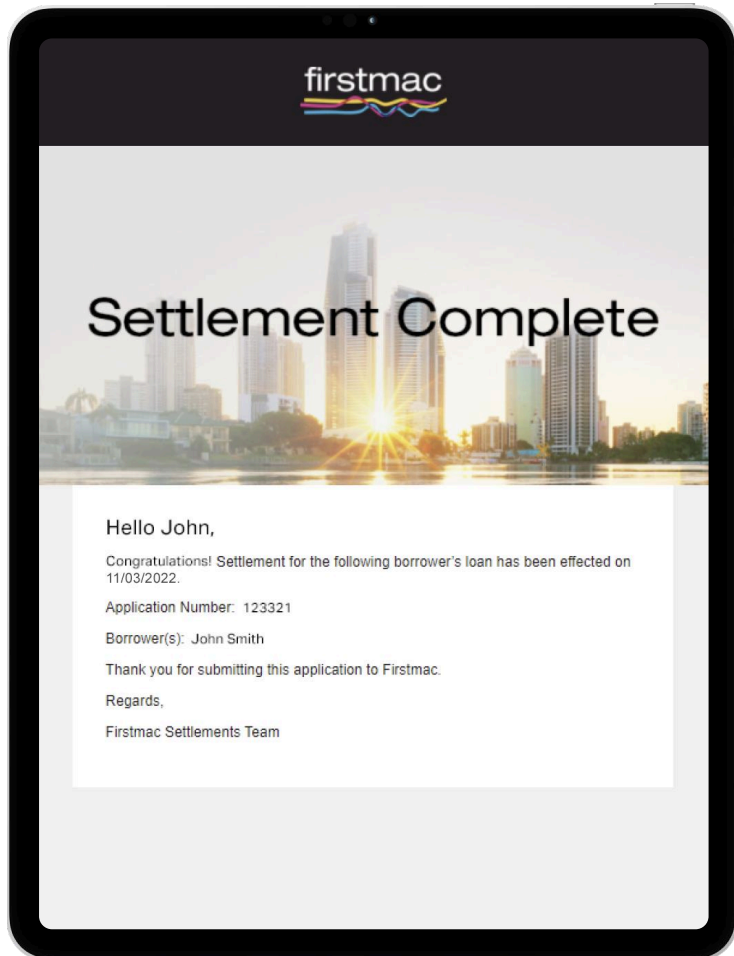 firstmac
Settlement Complete
Hello John,
Congratulations! Settlement for the following borrower's loan has been effected on
11/03/2022.
Application Number: 123321
Borrower(s): John Smith
Thank you for submitting this application to Firstmac.
Regards,
Firstmac Settlements Team